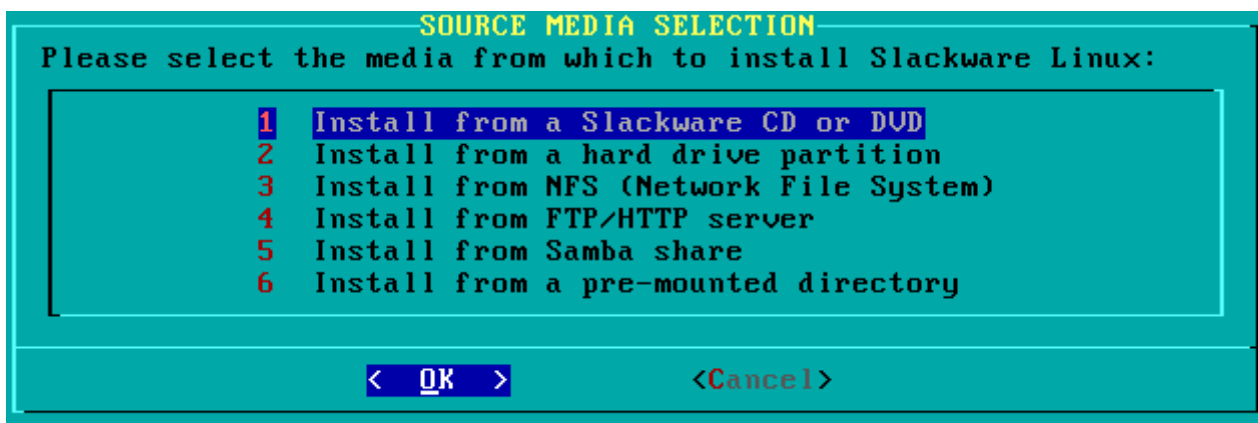 SOURCE MEDIA SELECTION
Please select the media from which to install Slackware Linux:
1 Install from a Slackware CD or DVD
2 Install from a hard drive partition
3 Install from NFS (Network File System)
4 Install from FTP/HTTP server
5 Install from Samba share
6 Install from a pre-mounted directory
< OK > <Cancel>